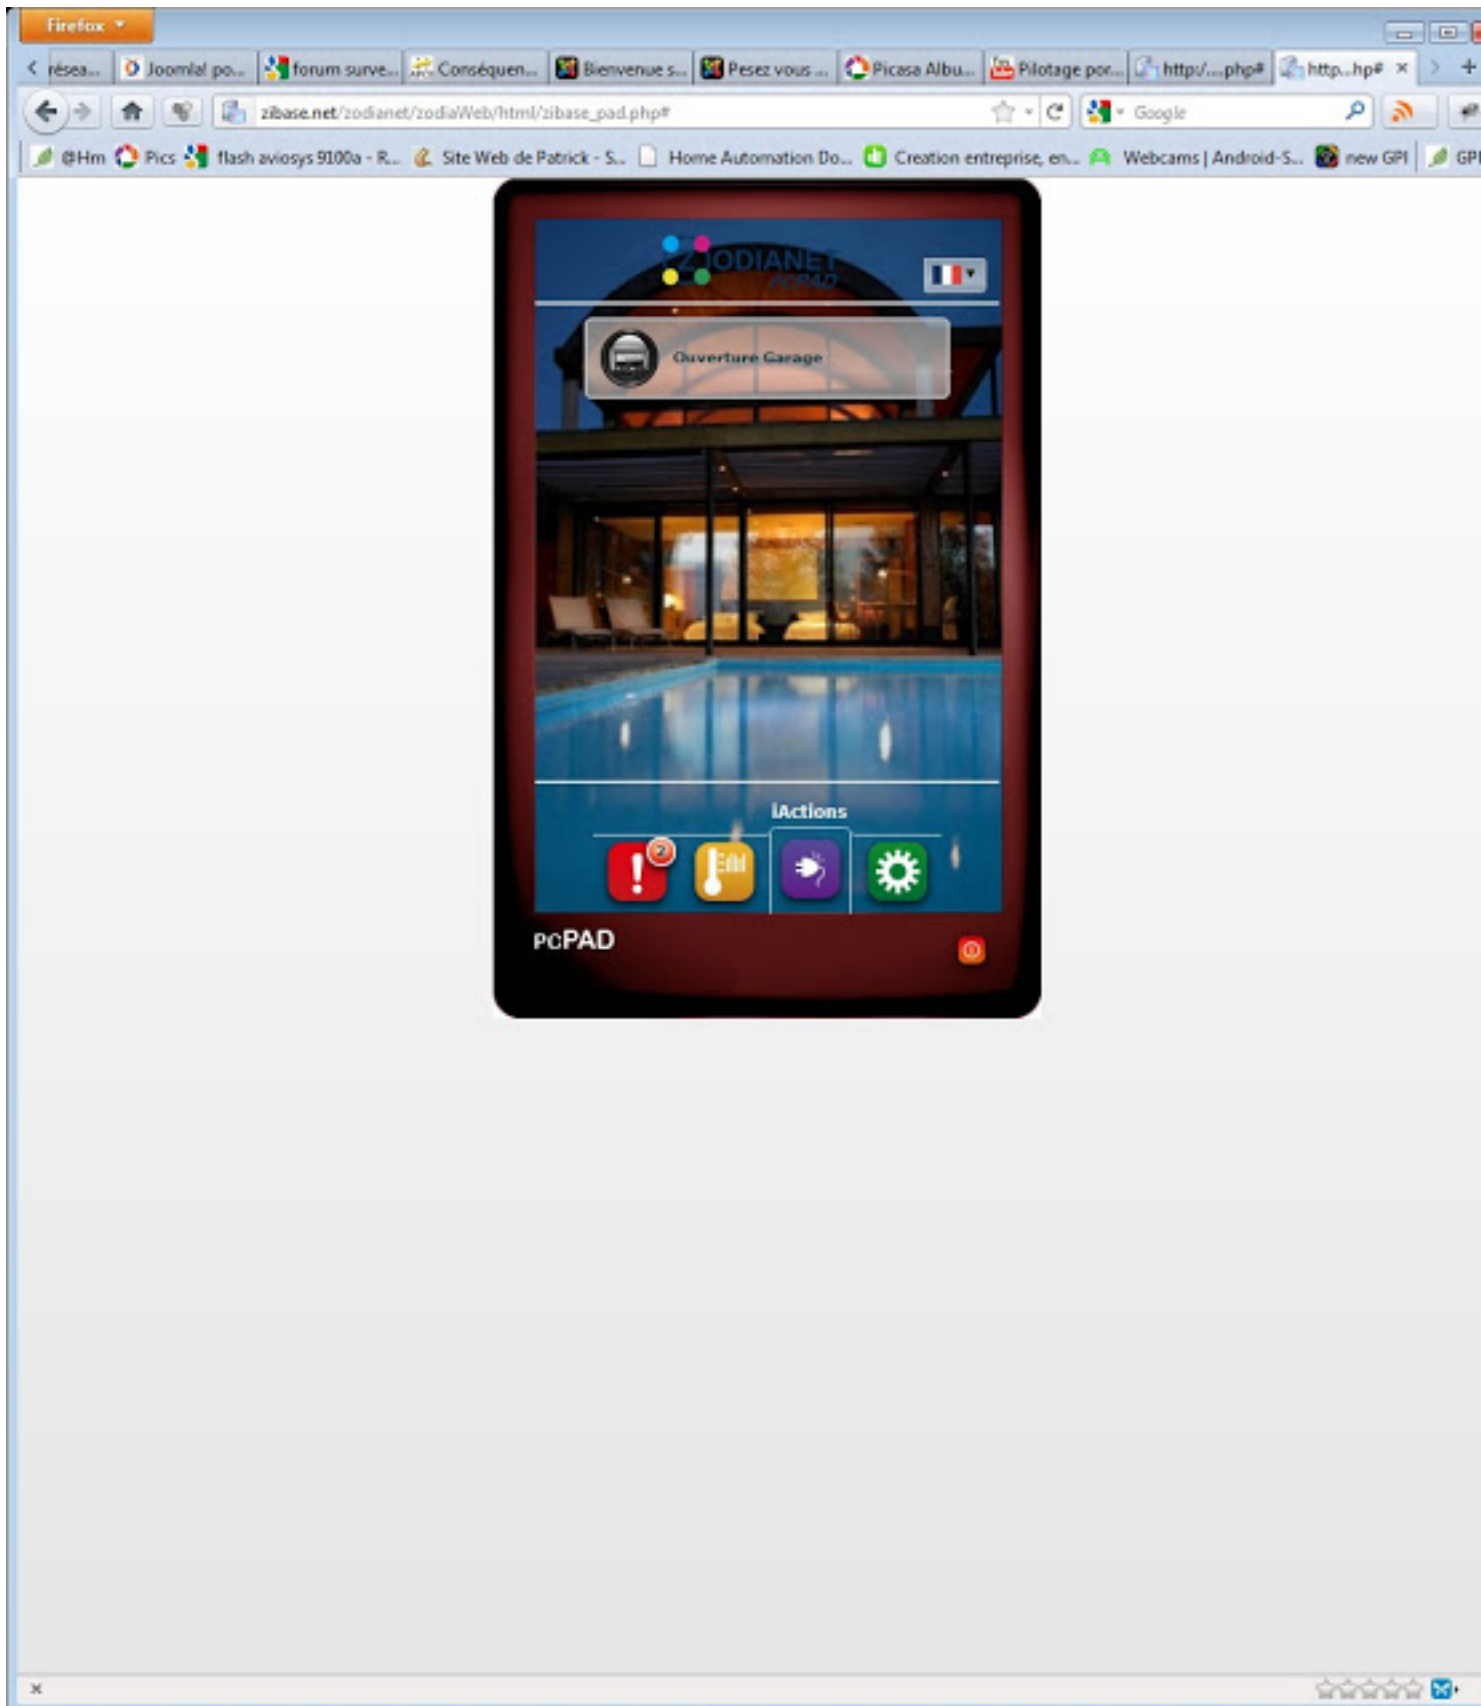 Firefox
résea... Joomla! po... forum surve... Conséquen... Bienvenue s... Pesez vous ... Picasa Albu... Pilotage por... http:/....php# http...hp#
zibase.net/zodianet/zodiaWeb/html/zibase_pad.php# Google
@Hm Pics flash aviosys 9100a - R... Site Web de Patrick - S... Home Automation Do... Creation entreprise, en... Webcams | Android-S... new GPI GPI
ZODIANET
PCPAD
Ouverture Garage
iActions
2
PCPAD